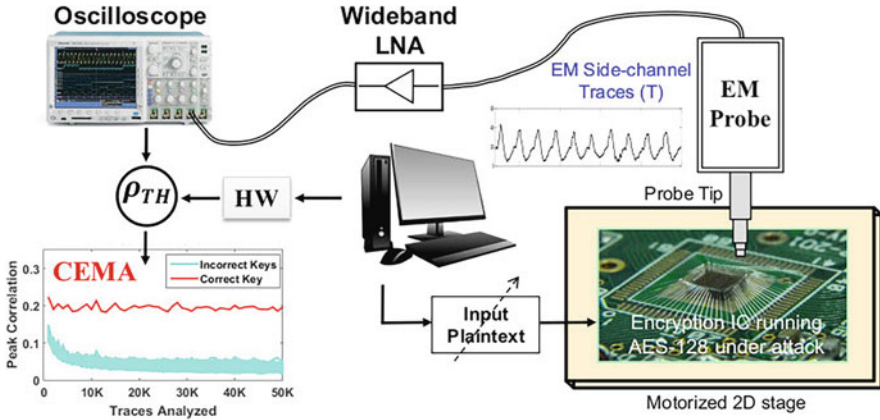 Oscilloscope
Wideband
LNA
EM Side-channel
Traces (T)
EM
Probe
Probe Tip
ρTH
HW
CEMA
Incorrect Keys
Correct Key
Peak Correlation
0.3
0.2
0.1
0
0
10K
20K
30K
40K
50K
Traces Analyzed
Input
Plaintext
Encryption IC running
AES-128 under attack
Motorized 2D stage